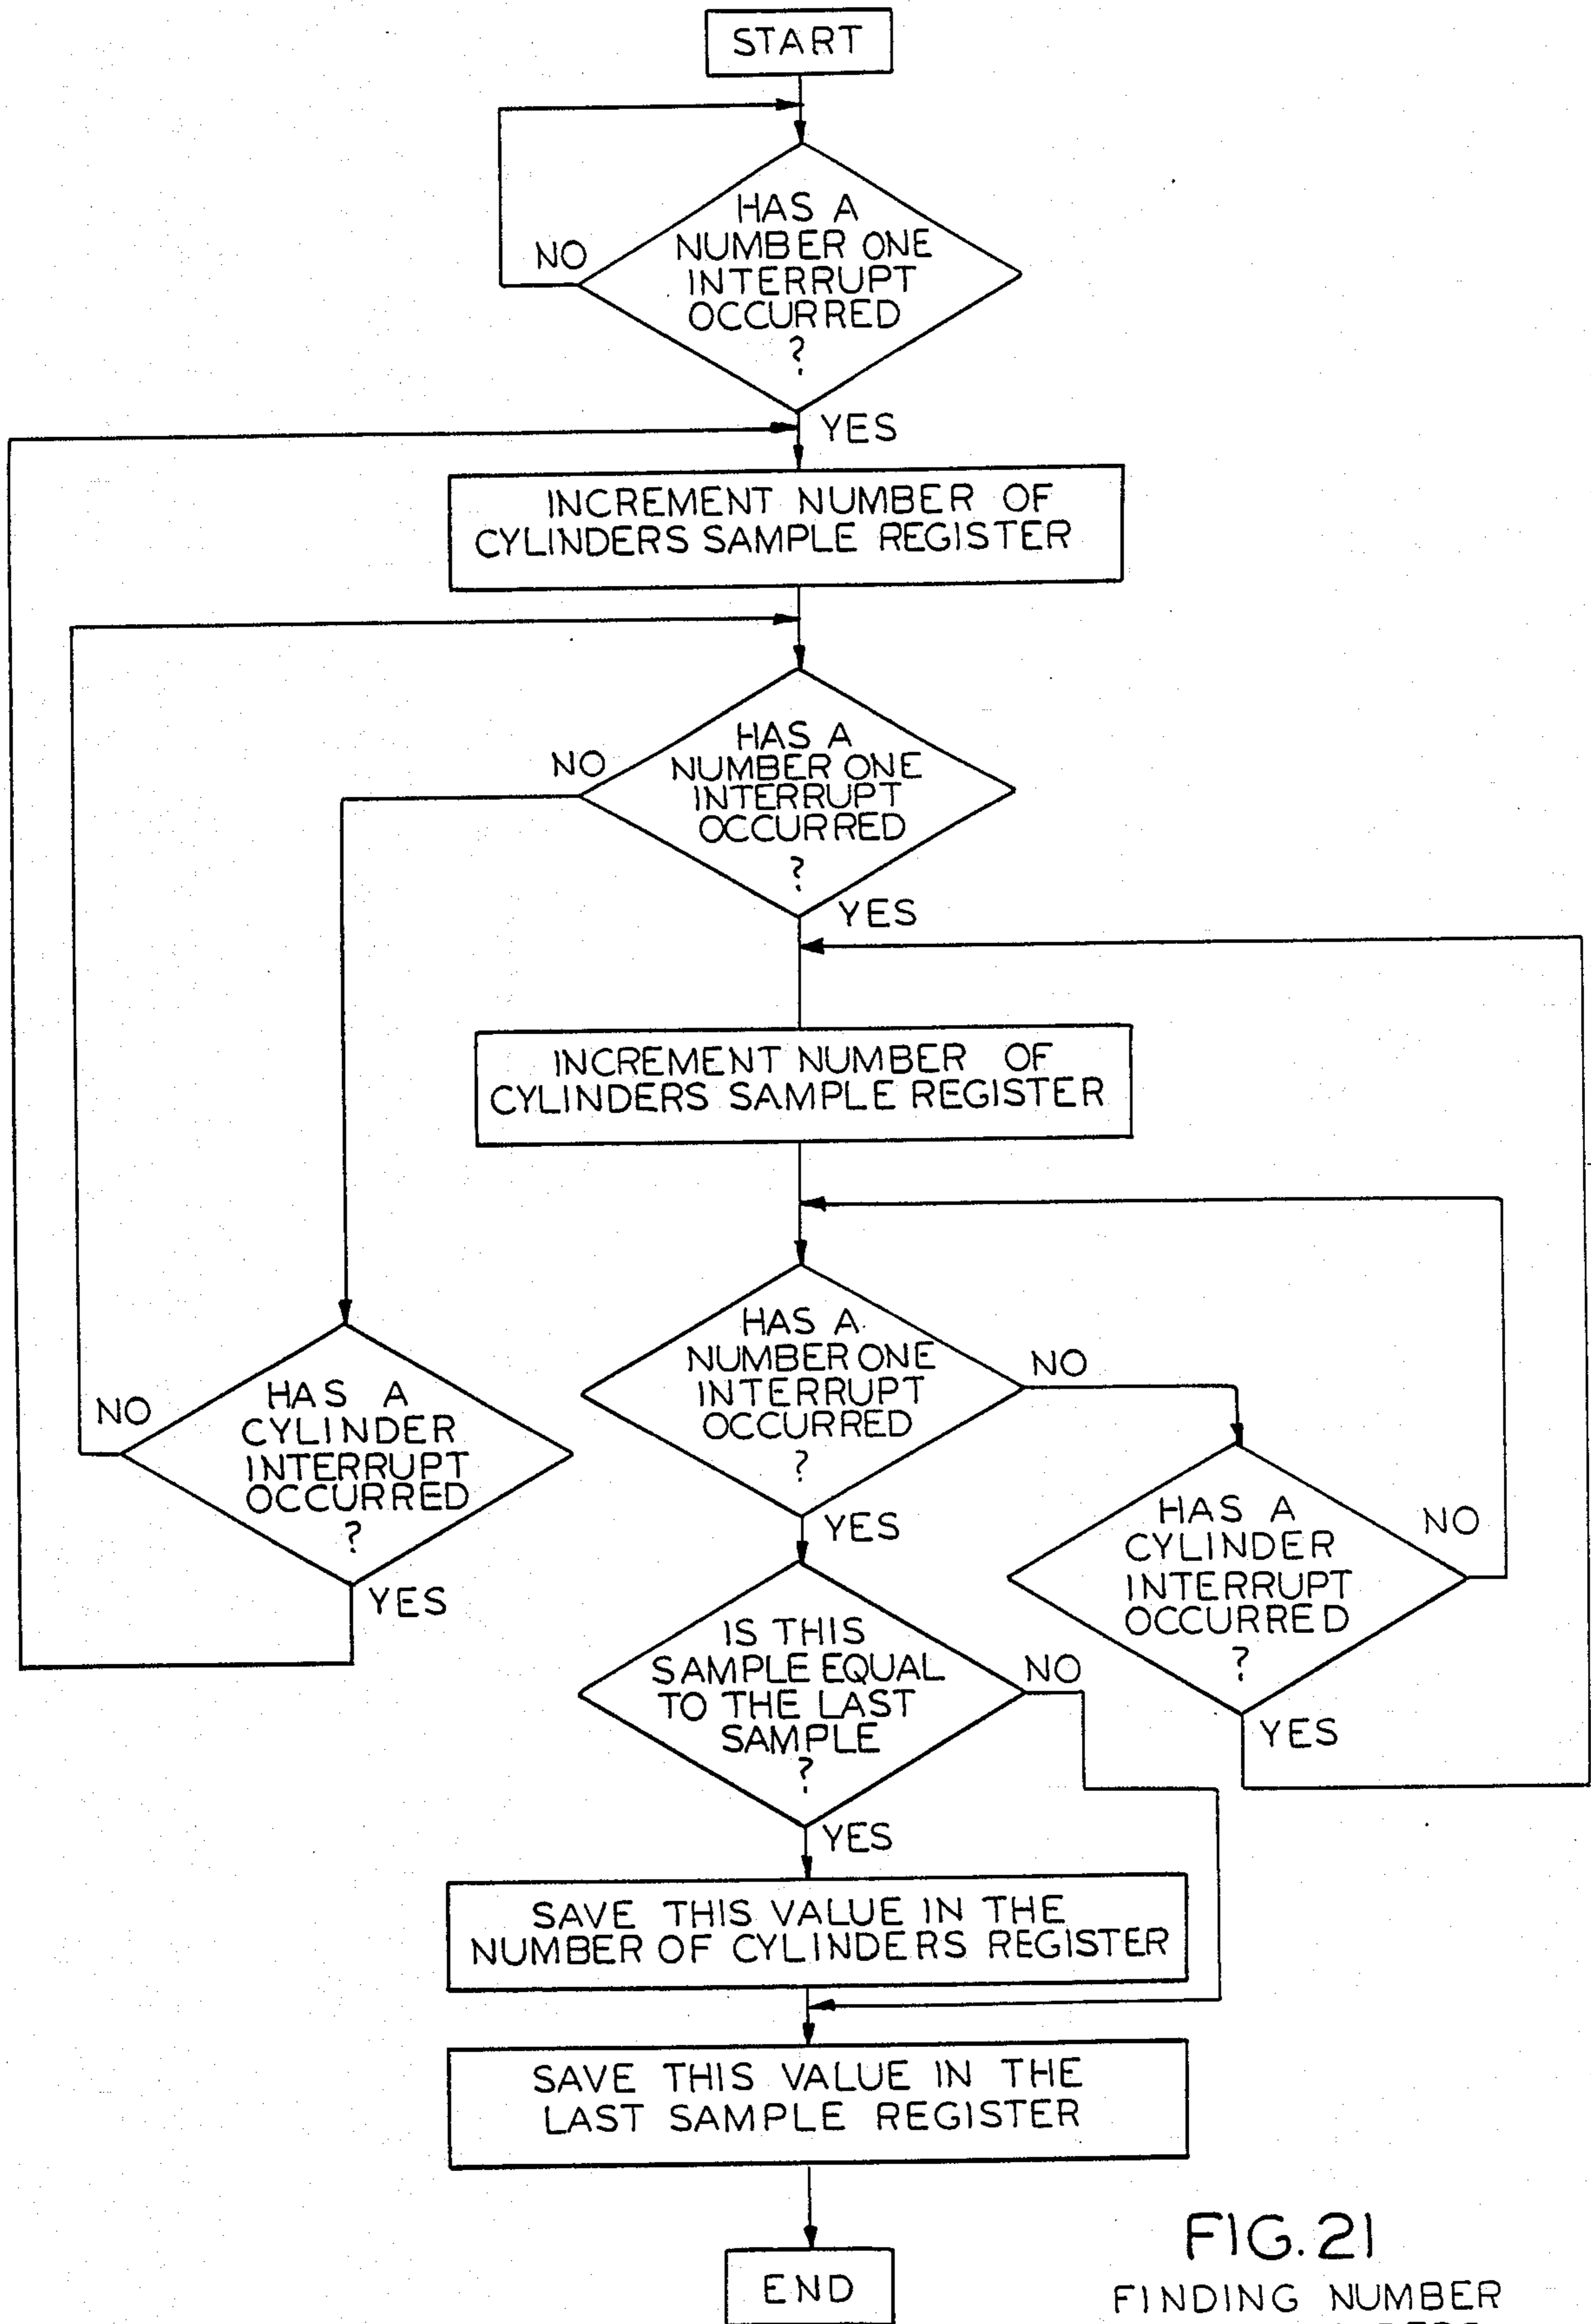 START
HAS A
NUMBER ONE
INTERRUPT
OCCURRED
?
NO
YES
INCREMENT NUMBER OF
CYLINDERS SAMPLE REGISTER
HAS A
NUMBER ONE
INTERRUPT
OCCURRED
?
NO
YES
INCREMENT NUMBER OF
CYLINDERS SAMPLE REGISTER
HAS A
CYLINDER
INTERRUPT
OCCURRED
?
NO
YES
HAS A
NUMBER ONE
INTERRUPT
OCCURRED
?
NO
YES
HAS A
CYLINDER
INTERRUPT
OCCURRED
?
NO
YES
IS THIS
SAMPLE EQUAL
TO THE LAST
SAMPLE
?
NO
YES
SAVE THIS VALUE IN THE
NUMBER OF CYLINDERS REGISTER
SAVE THIS VALUE IN THE
LAST SAMPLE REGISTER
END
FIG. 21
FINDING NUMBER